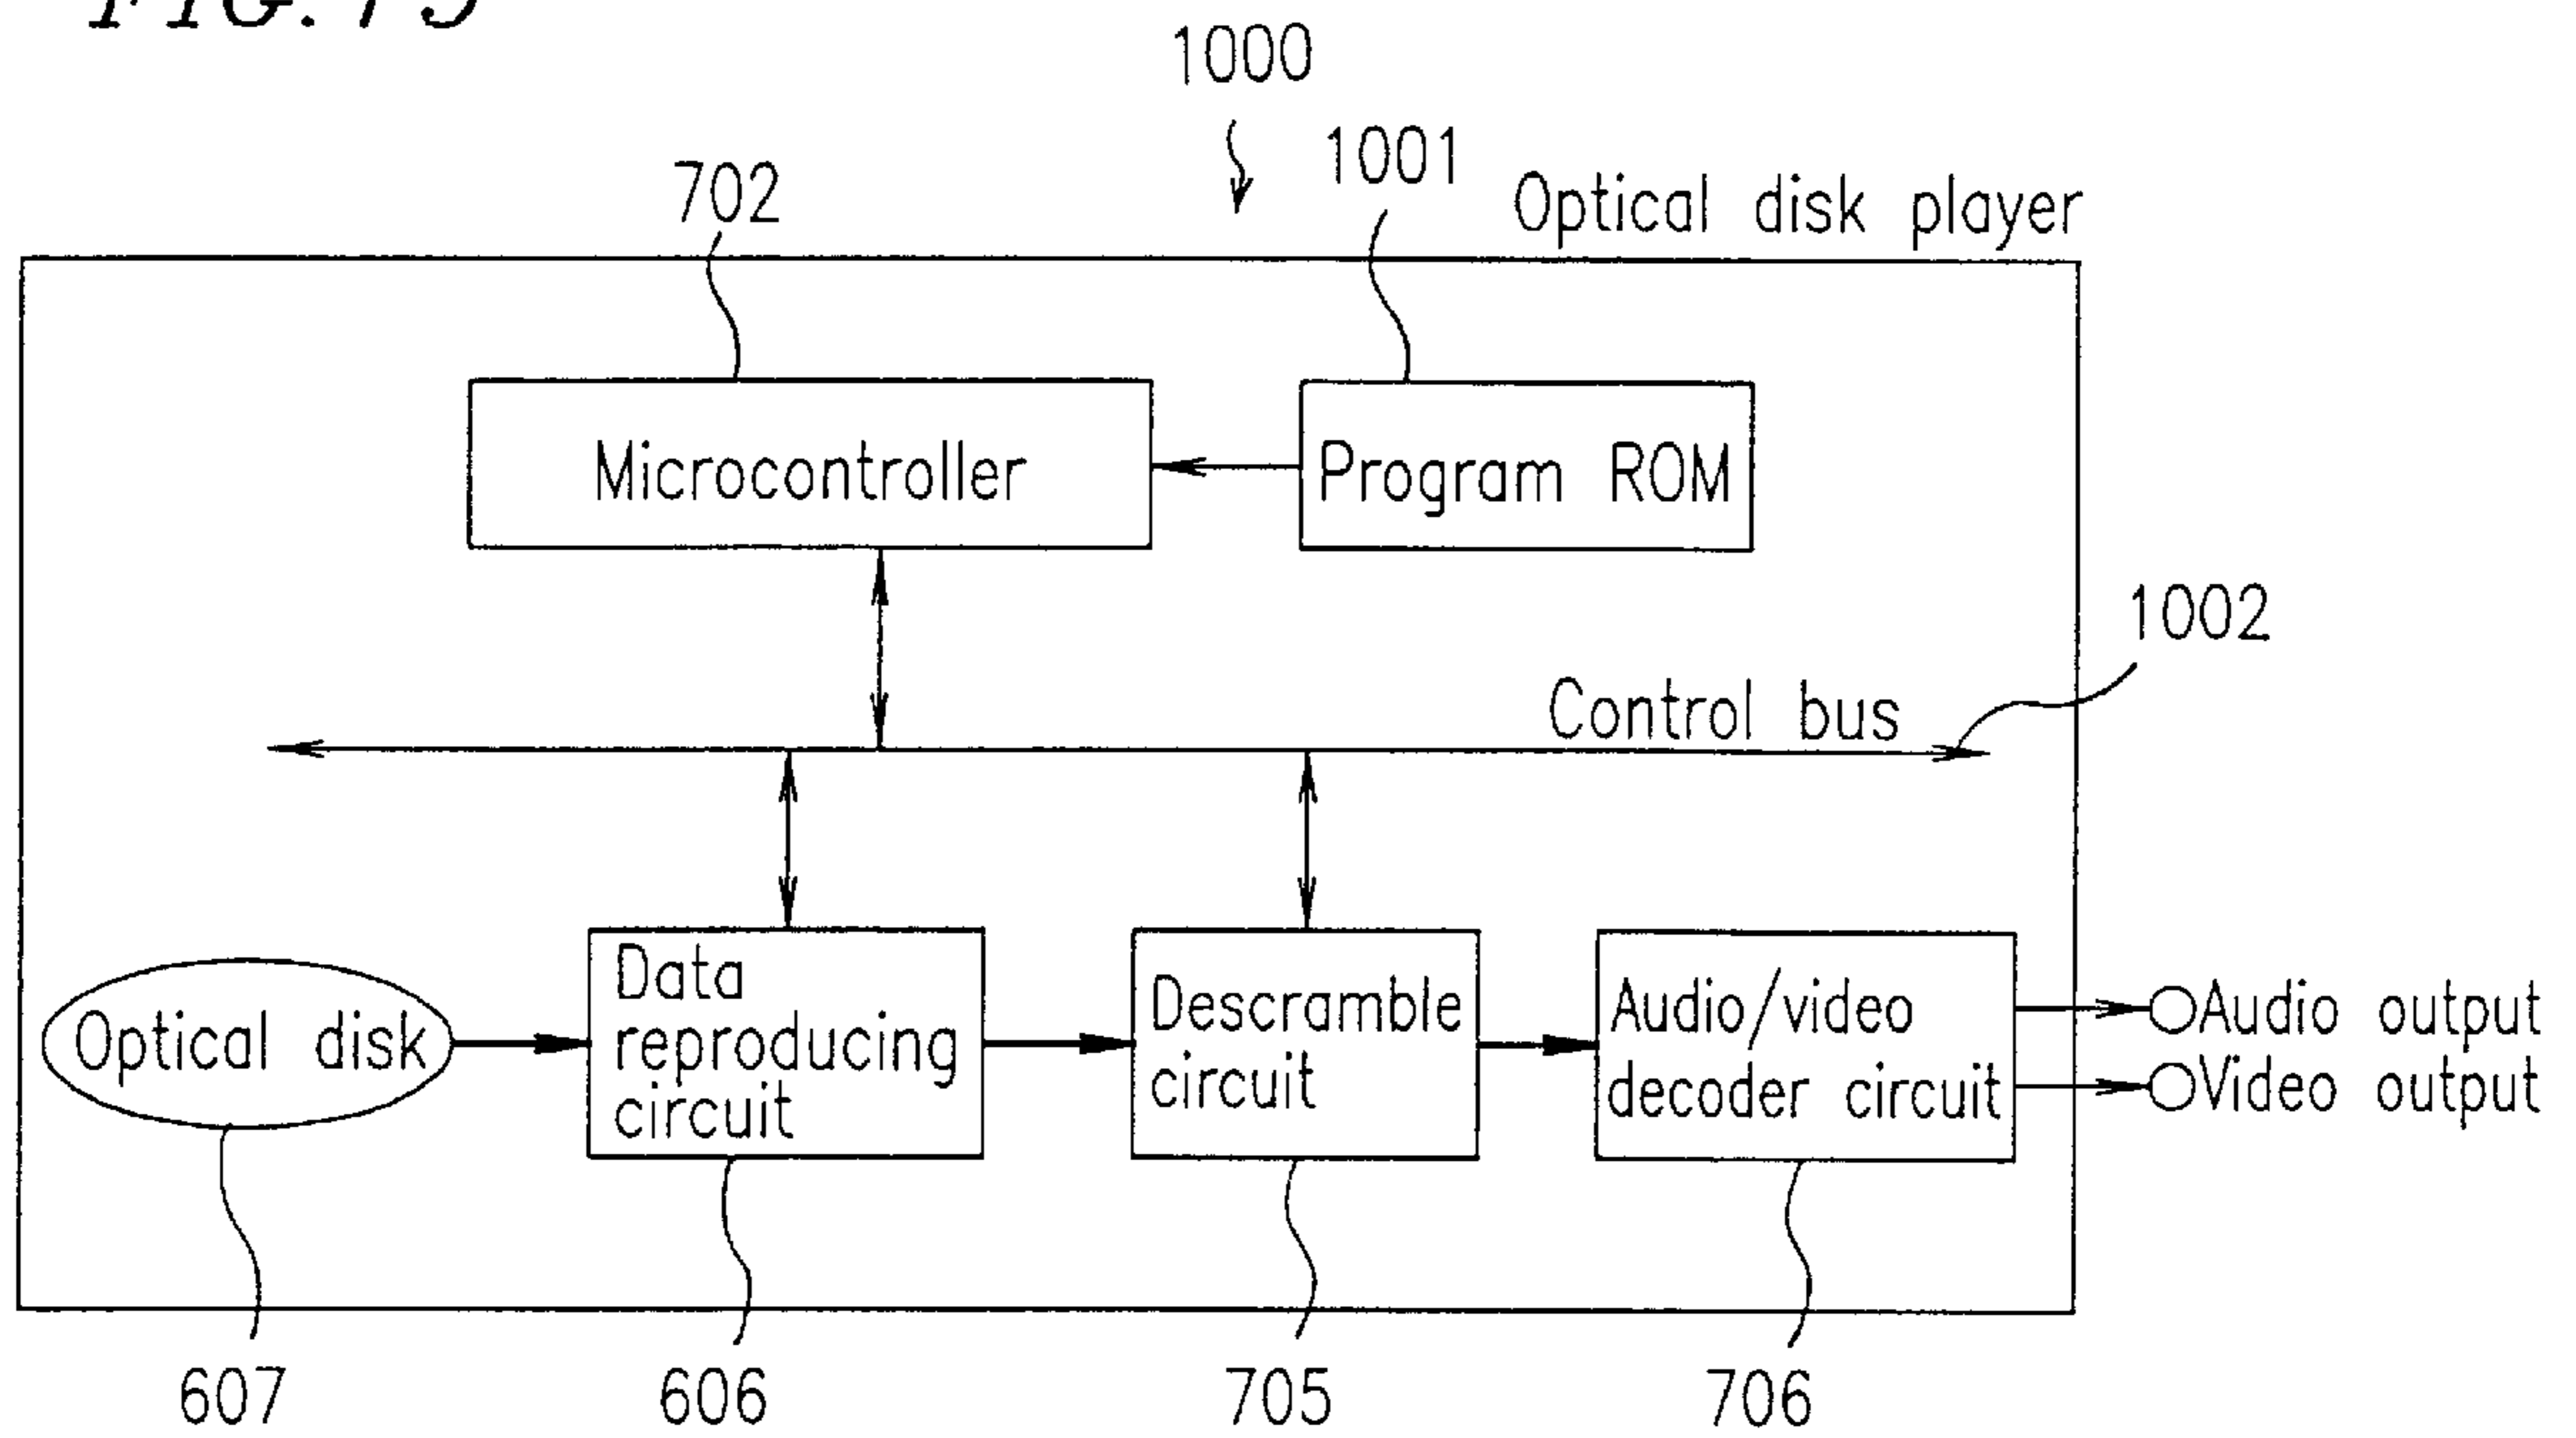 1000
702
1001
Optical disk player
Microcontroller
Program ROM
1002
Control bus
Optical disk
Data
reproducing
circuit
Descramble
circuit
Audio/video
decoder circuit
Audio output
Video output
607
606
705
706